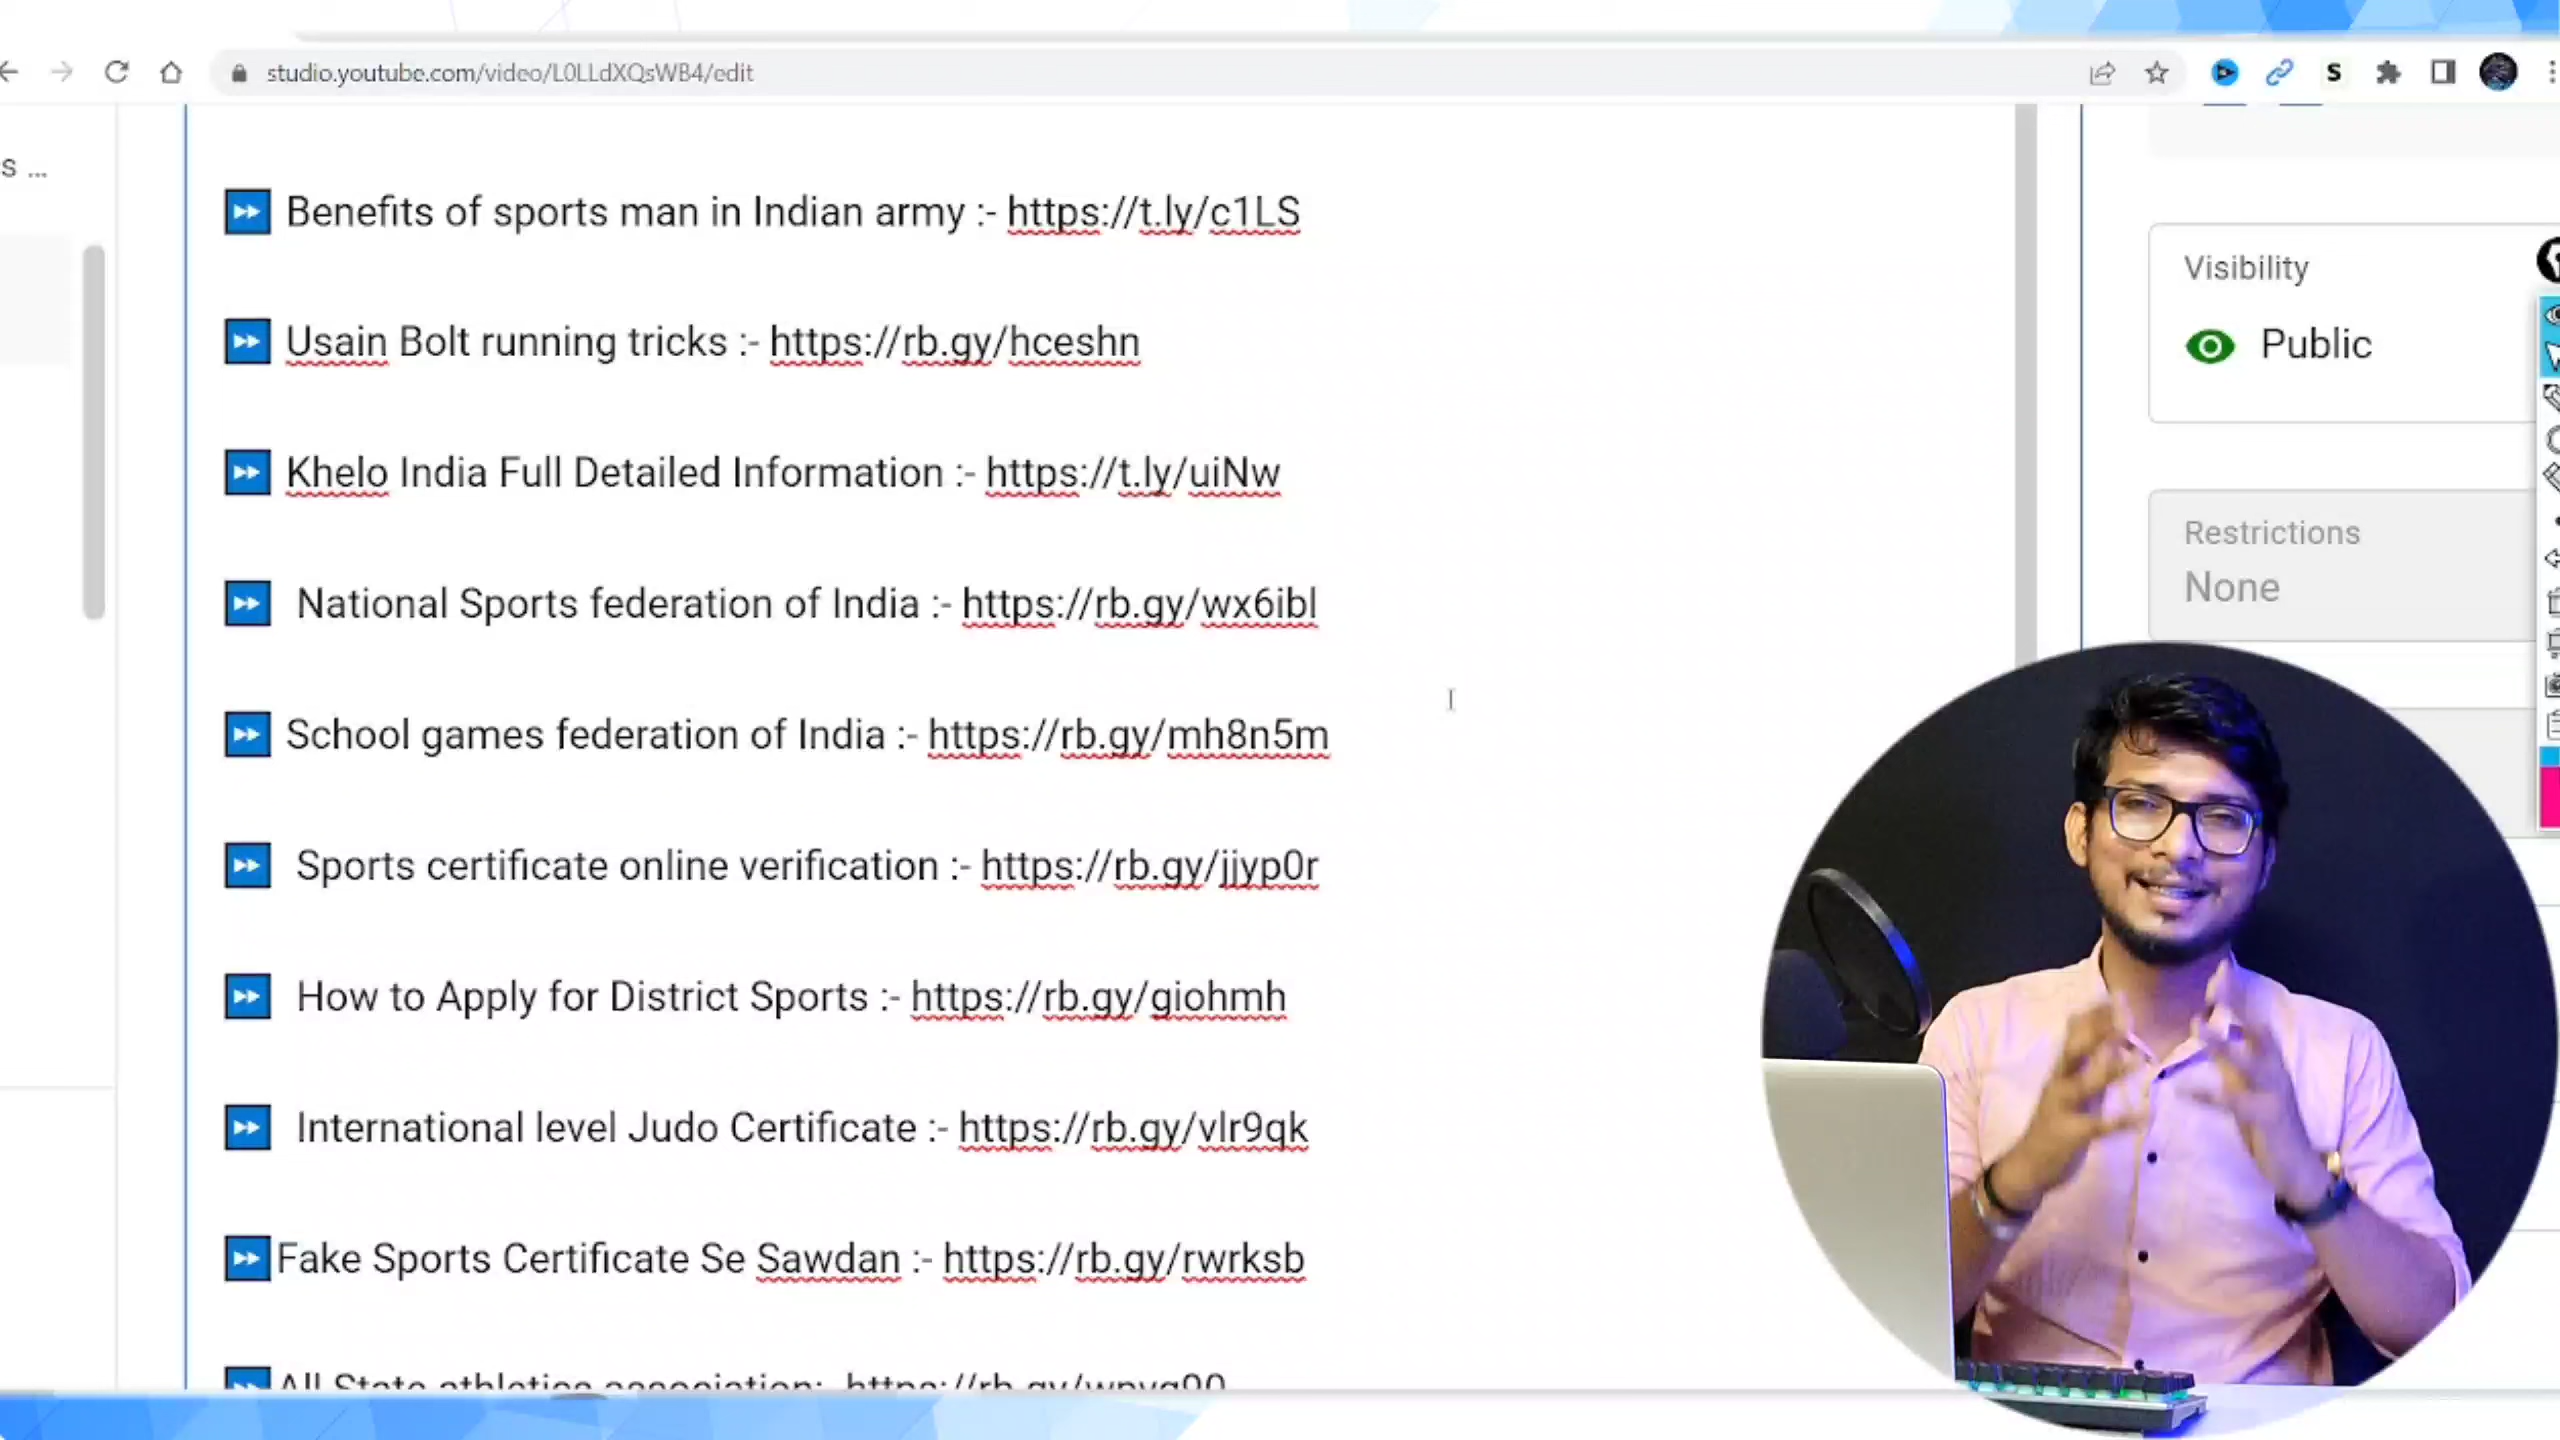 studio.youtube.com/video/L0LLdXQsWB4/edit
S
s ...
Benefits of sports man in Indian army :- https://t.ly/c1LS
Usain Bolt running tricks :- https://rb.gy/hceshn
Khelo India Full Detailed Information :- https://t.ly/uiNw
National Sports federation of India :- https://rb.gy/wx6ibl
School games federation of India :- https://rb.gy/mh8n5m
Sports certificate online verification :- https://rb.gy/jjyp0r
How to Apply for District Sports :- https://rb.gy/giohmh
International level Judo Certificate :- https://rb.gy/vlr9qk
Fake Sports Certificate Se Sawdan :- https://rb.gy/rwrksb
All State athletics association:-
Visibility
Public
Restrictions
None